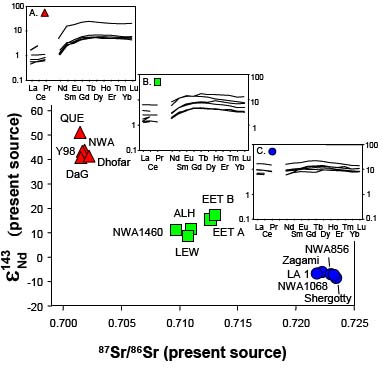 100
A.
10
1
0.1
La Pr Nd Eu Tb Ho Tm Lu
Ce Sm Gd Dy Er Yb
B.
100
10
1
0.1
La Pr Nd Eu Tb Ho Tm Lu
Ce Sm Gd Dy Er Yb
C.
100
10
1
0.1
La Pr Nd Eu Tb Ho Tm Lu
Ce Sm Gd Dy Er Yb
60
50
40
30
20
10
0
-10
-20
QUE
NWA
Y98
Dhofar
DaG
EET B
ALH
NWA1460
EET A
LEW
NWA856
Zagami
LA 1
NWA1068
Shergotty
ε143Nd (present source)
0.700 0.705 0.710 0.715 0.720 0.725
87Sr/86Sr (present source)